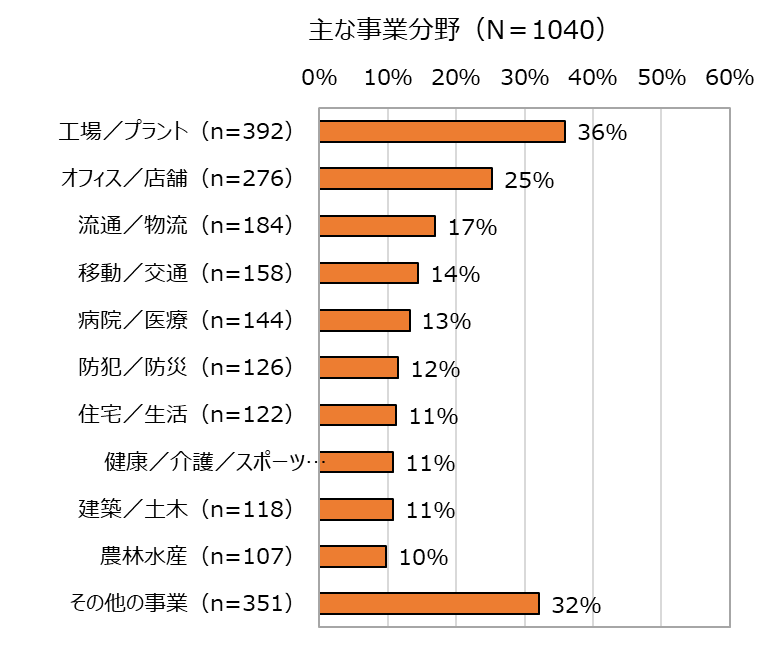 主な事業分野（N＝1040）
0% 10% 20% 30% 40% 50% 60%
工場／プラント（n=392） 36%
オフィス／店舗（n=276） 25%
流通／物流（n=184） 17%
移動／交通（n=158） 14%
病院／医療（n=144） 13%
防犯／防災（n=126） 12%
住宅／生活（n=122） 11%
健康／介護／スポーツ… 11%
建築／土木（n=118） 11%
農林水産（n=107） 10%
その他の事業（n=351） 32%